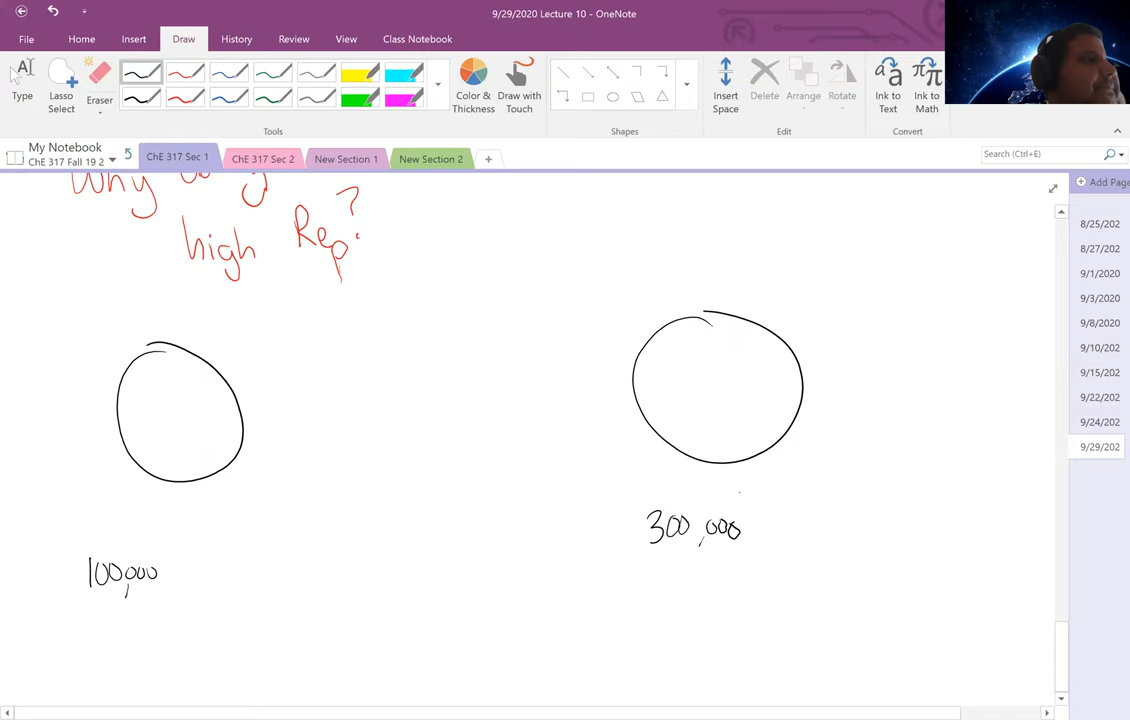 9/29/2020 Lecture 10 - OneNote
File Home Insert Draw History Review View Class Notebook
Type
Lasso Select
Eraser
Color & Thickness
Draw with Touch
Insert Space
Delete
Arrange
Rotate
Ink to Text
Ink to Math
Tools
Shapes
Edit
Convert
My Notebook
ChE 317 Fall 19 2
ChE 317 Sec 1
ChE 317 Sec 2
New Section 1
New Section 2
Search (Ctrl+E)
Add Page
8/25/202
8/27/202
9/1/2020
9/3/2020
9/8/2020
9/10/202
9/15/202
9/22/202
9/24/202
9/29/202
Why
high Rep?
100,000
300,000